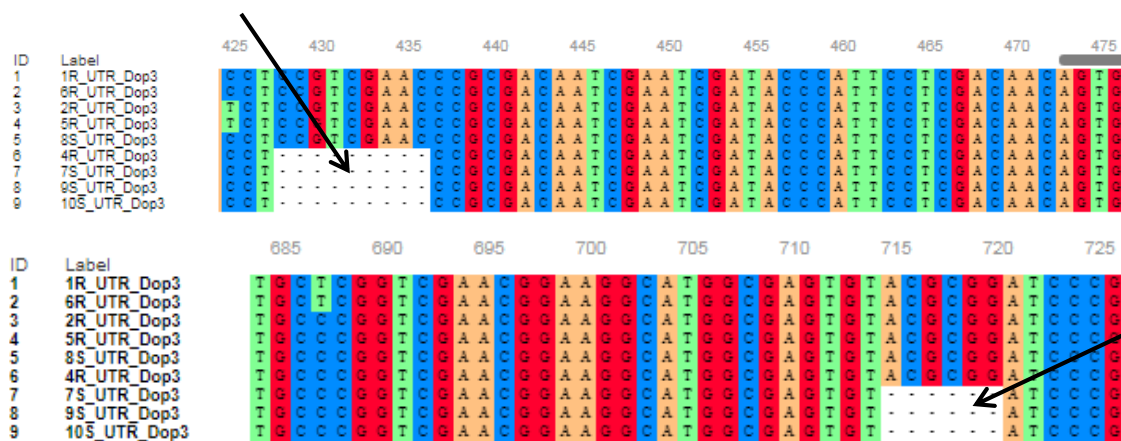 425 430 435 440 445 450 455 460 465 470 475
ID Label
1 1R_UTR_Dop3 C C T C C G T C G A A C C C G C G A C A A T C G A A T C G A T A C C C A T T C C T C G A C A A C A G T G
2 6R_UTR_Dop3 C C T C C G T C G A A C C C G C G A C A A T C G A A T C G A T A C C C A T T C C T C G A C A A C A G T G
3 2R_UTR_Dop3 T C T C C G T C G A A C C C G C G A C A A T C G A A T C G A T A C C C A T T C C T C G A C A A C A G T G
4 5R_UTR_Dop3 T C T C C G T C G A A C C C G C G A C A A T C G A A T C G A T A C C C A T T C C T C G A C A A C A G T G
5 8S_UTR_Dop3 C C T C C G T C G A A C C C G C G A C A A T C G A A T C G A T A C C C A T T C C T C G A C A A C A G T G
6 4R_UTR_Dop3 C C T - - - - - - - - - C C G C G A C A A T C G A A T C G A T A C C C A T T C C T C G A C A A C A G T G
7 7S_UTR_Dop3 C C T - - - - - - - - - C C G C G A C A A T C G A A T C G A T A C C C A T T C C T C G A C A A C A G T G
8 9S_UTR_Dop3 C C T - - - - - - - - - C C G C G A C A A T C G A A T C G A T A C C C A T T C C T C G A C A A C A G T G
9 10S_UTR_Dop3 C C T - - - - - - - - - C C G C G A C A A T C G A A T C G A T A C C C A T T C C T C G A C A A C A G T G
685 690 695 700 705 710 715 720 725
ID Label
1 1R_UTR_Dop3 T G C T C G G T C G A A C G G A A G G C A T G G C G A G T G T A C G C G G A T C C C G
2 6R_UTR_Dop3 T G C T C G G T C G A A C G G A A G G C A T G G C G A G T G T A C G C G G A T C C C G
3 2R_UTR_Dop3 T G C C C G G T C G A A C G G A A G G C A T G G C G A G T G T A C G C G G A T C C C G
4 5R_UTR_Dop3 T G C C C G G T C G A A C G G A A G G C A T G G C G A G T G T A C G C G G A T C C C G
5 8S_UTR_Dop3 T G C C C G G T C G A A C G G A A G G C A T G G C G A G T G T A C G C G G A T C C C G
6 4R_UTR_Dop3 T G C C C G G T C G A A C G G A A G G C A T G G C G A G T G T A C G C G G A T C C C G
7 7S_UTR_Dop3 T G C C C G G T C G A A C G G A A G G C A T G G C G A G T G T - - - - - - A T C C C G
8 9S_UTR_Dop3 T G C C C G G T C G A A C G G A A G G C A T G G C G A G T G T - - - - - - A T C C C G
9 10S_UTR_Dop3 T G C C C G G T C G A A C G G A A G G C A T G G C G A G T G T - - - - - - A T C C C G